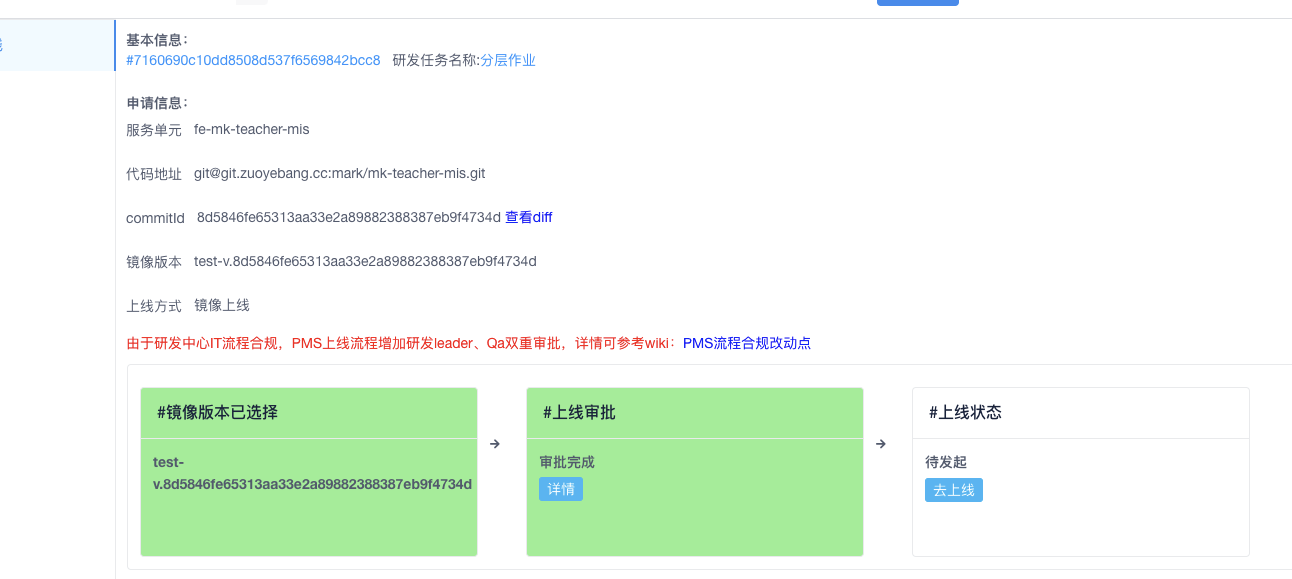 基本信息：
#7160690c10dd8508d537f6569842bcc8 研发任务名称:分层作业
申请信息：
服务单元 fe-mk-teacher-mis
代码地址 git@git.zuoyebang.cc:mark/mk-teacher-mis.git
commitId 8d5846fe65313aa33e2a89882388387eb9f4734d 查看diff
镜像版本 test-v.8d5846fe65313aa33e2a89882388387eb9f4734d
上线方式 镜像上线
由于研发中心IT流程合规，PMS上线流程增加研发leader、Qa双重审批，详情可参考wiki：PMS流程合规改动点
#镜像版本已选择
test-
v.8d5846fe65313aa33e2a89882388387eb9f4734d
→
#上线审批
审批完成
详情
→
#上线状态
待发起
去上线